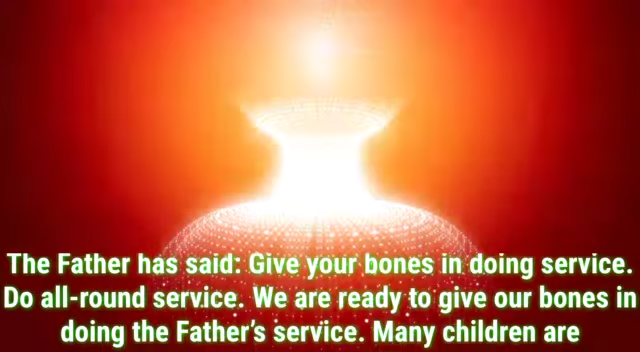 The Father has said: Give your bones in doing service.
Do all-round service. We are ready to give our bones in
doing the Father’s service. Many children are